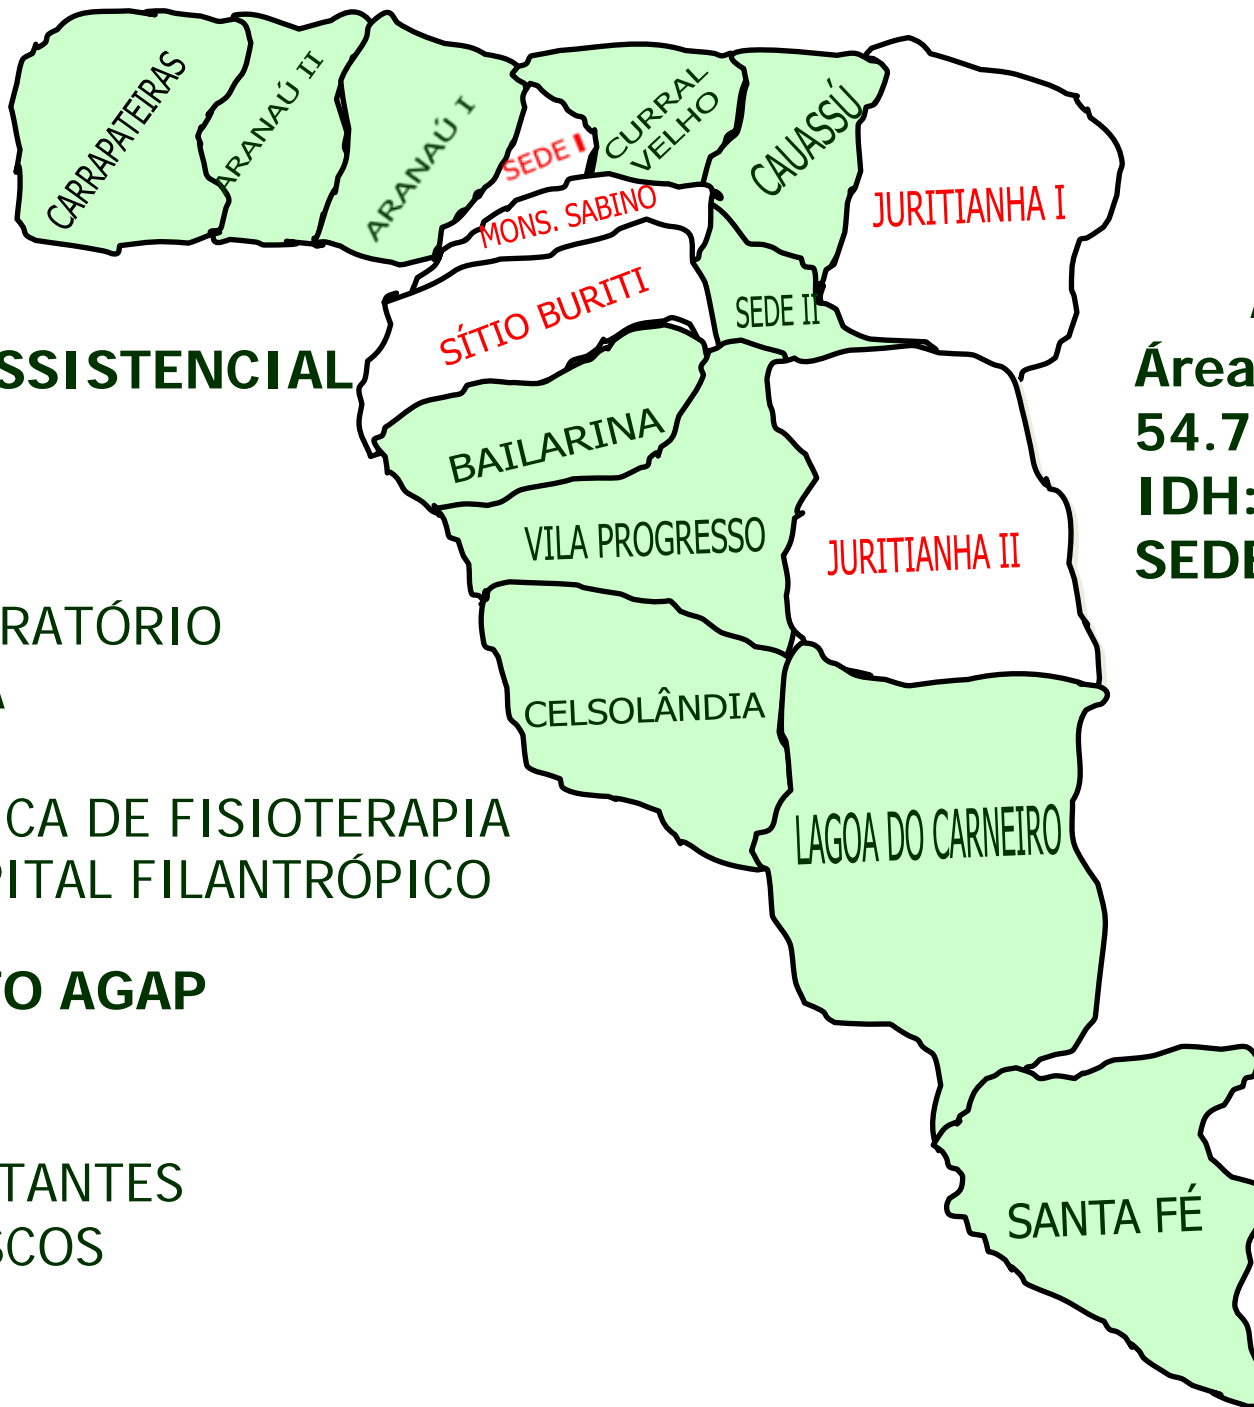 CARRAPATEIRAS
ARANAÚ II
ARANAÚ I
SEDE I
CURRAL
VELHO
CAUASSÚ
JURITIANHA I
MONS. SABINO
SÍTIO BURITI
SEDE II
SSISTENCIAL
Área
54.7
IDH:
SEDE
BAILARINA
VILA PROGRESSO
JURITIANHA II
RATÓRIO
A
CELSOLÂNDIA
ICA DE FISIOTERAPIA
PITAL FILANTRÓPICO
LAGOA DO CARNEIRO
TO AGAP
TANTES
SCOS
SANTA FÉ